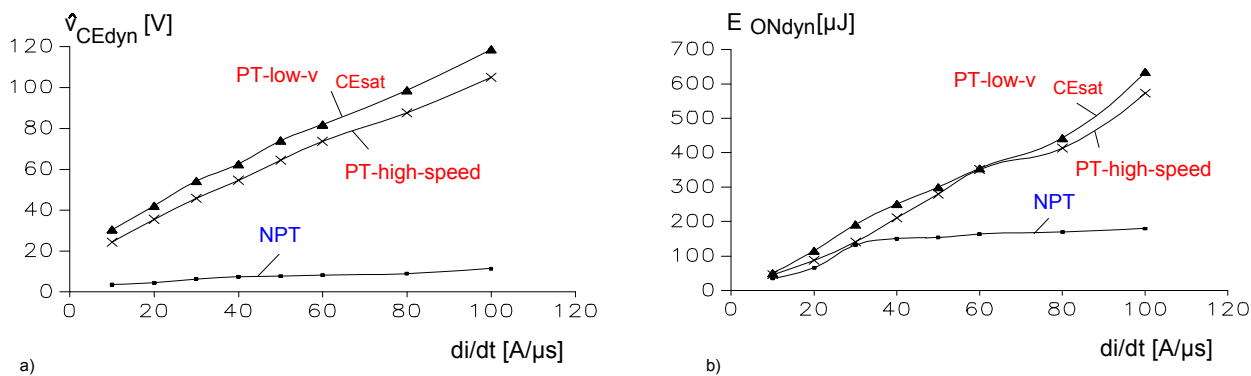 v̂CEdyn [V]
120
100
80
60
40
20
0
0 20 40 60 80 100 120
PT-low-vCEsat
PT-high-speed
NPT
di/dt [A/µs]
a)
E ONdyn[µJ]
700
600
500
400
300
200
100
0
0 20 40 60 80 100 120
PT-low-vCEsat
PT-high-speed
NPT
di/dt [A/µs]
b)